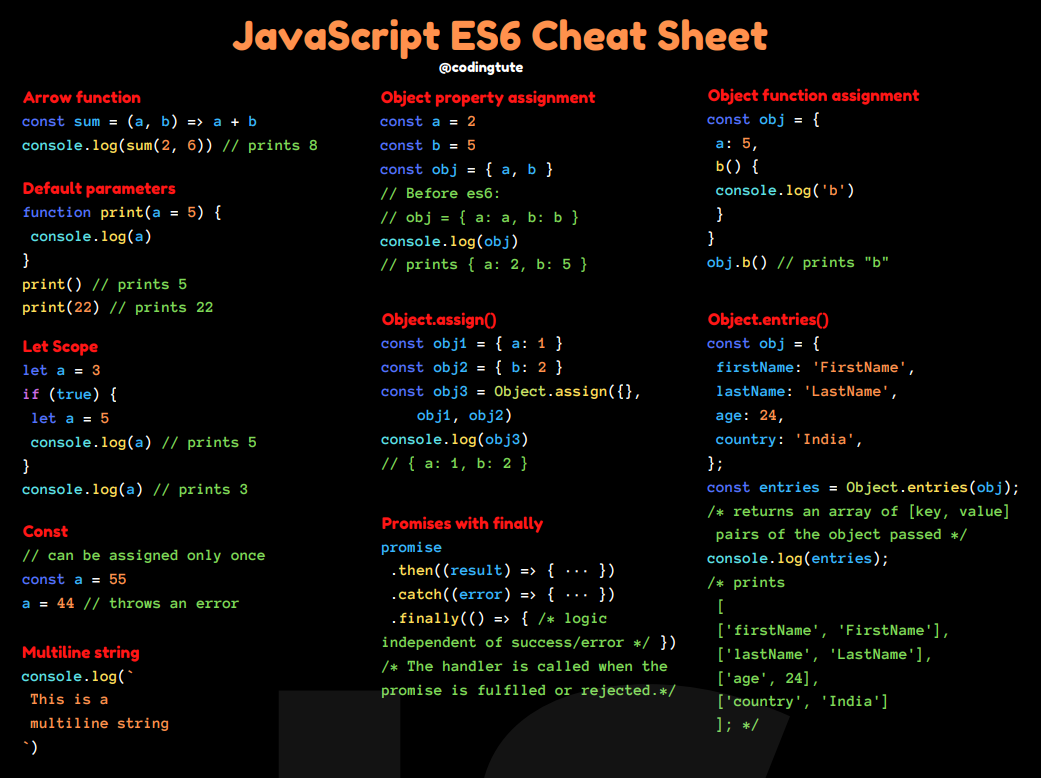 JavaScript ES6 Cheat Sheet
@codingtute
Arrow function
const sum = (a, b) => a + b
console.log(sum(2, 6)) // prints 8
Default parameters
function print(a = 5) {
 console.log(a)
}
print() // prints 5
print(22) // prints 22
Let Scope
let a = 3
if (true) {
 let a = 5
 console.log(a) // prints 5
}
console.log(a) // prints 3
Const
// can be assigned only once
const a = 55
a = 44 // throws an error
Multiline string
console.log(`
 This is a
 multiline string
`)
Object property assignment
const a = 2
const b = 5
const obj = { a, b }
// Before es6:
// obj = { a: a, b: b }
console.log(obj)
// prints { a: 2, b: 5 }
Object.assign()
const obj1 = { a: 1 }
const obj2 = { b: 2 }
const obj3 = Object.assign({},
    obj1, obj2)
console.log(obj3)
// { a: 1, b: 2 }
Promises with finally
promise
 .then((result) => { ··· })
 .catch((error) => { ··· })
 .finally(() => { /* logic
independent of success/error */ })
/* The handler is called when the
promise is fulflled or rejected.*/
Object function assignment
const obj = {
 a: 5,
 b() {
 console.log('b')
 }
}
obj.b() // prints "b"
Object.entries()
const obj = {
 firstName: 'FirstName',
 lastName: 'LastName',
 age: 24,
 country: 'India',
};
const entries = Object.entries(obj);
/* returns an array of [key, value]
 pairs of the object passed */
console.log(entries);
/* prints
 [
 ['firstName', 'FirstName'],
 ['lastName', 'LastName'],
 ['age', 24],
 ['country', 'India']
 ]; */